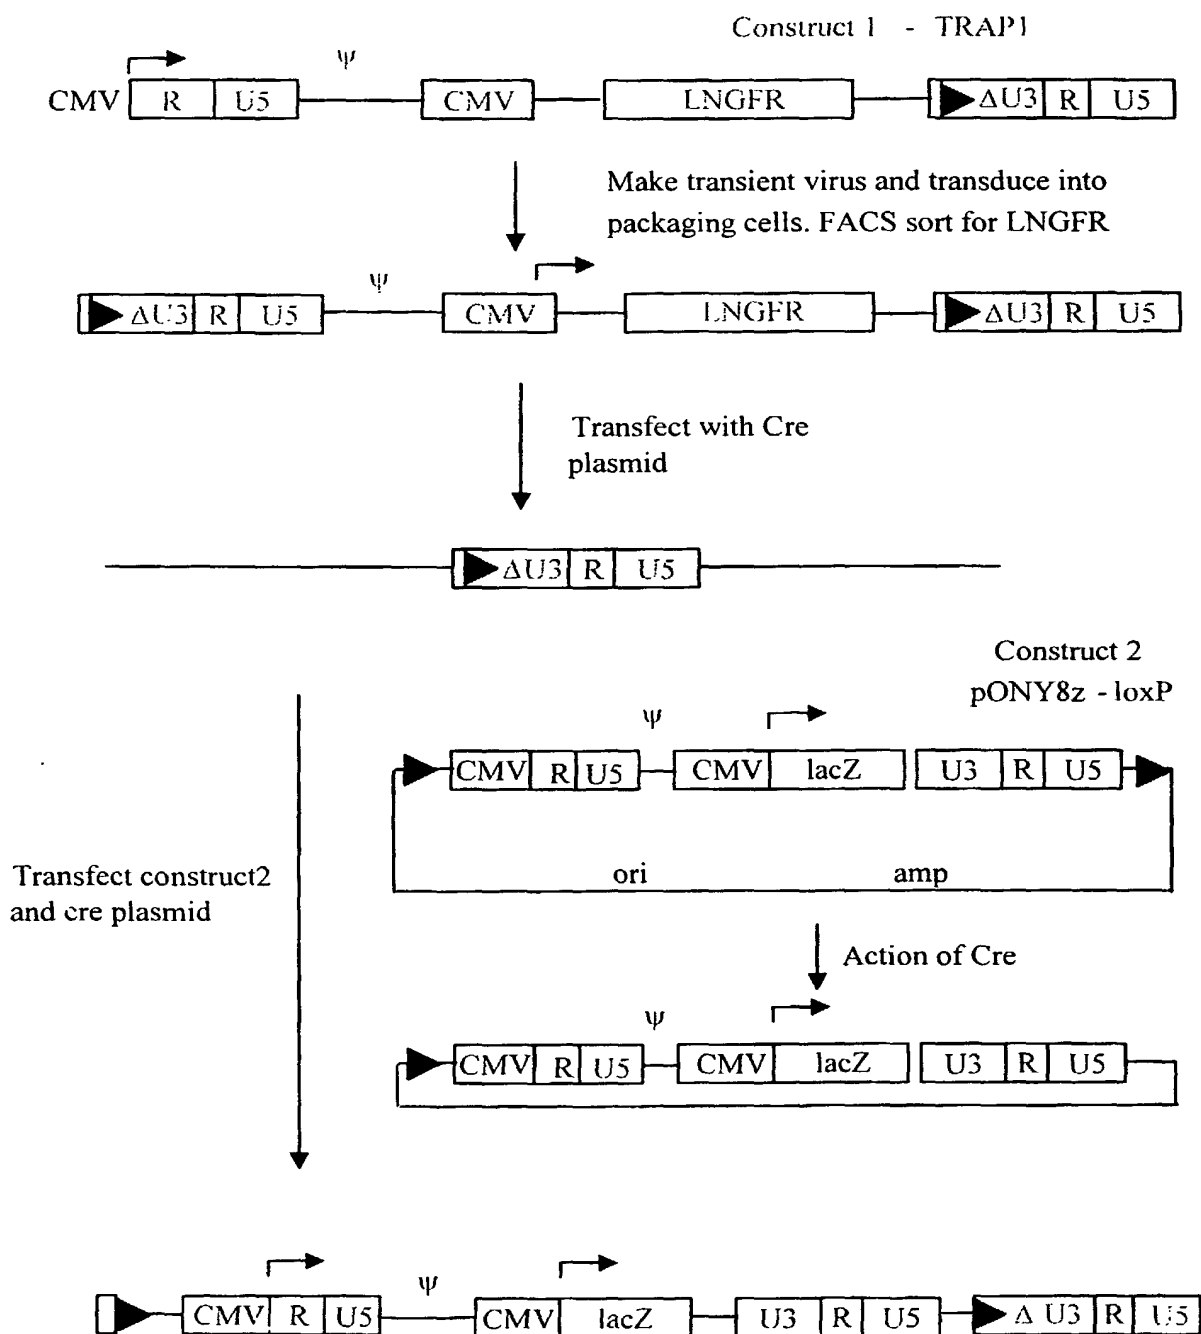 Construct 1 - TRAP1
ψ
CMV R U5 CMV LNGFR ΔU3 R U5
Make transient virus and transduce into
packaging cells. FACS sort for LNGFR
ψ
ΔU3 R U5 CMV LNGFR ΔU3 R U5
Transfect with Cre
plasmid
ΔU3 R U5
Construct 2
pONY8z - loxP
ψ
CMV R U5 CMV lacZ U3 R U5
ori amp
Transfect construct2
and cre plasmid
Action of Cre
ψ
CMV R U5 CMV lacZ U3 R U5
ψ
CMV R U5 CMV lacZ U3 R U5 Δ U3 R U5